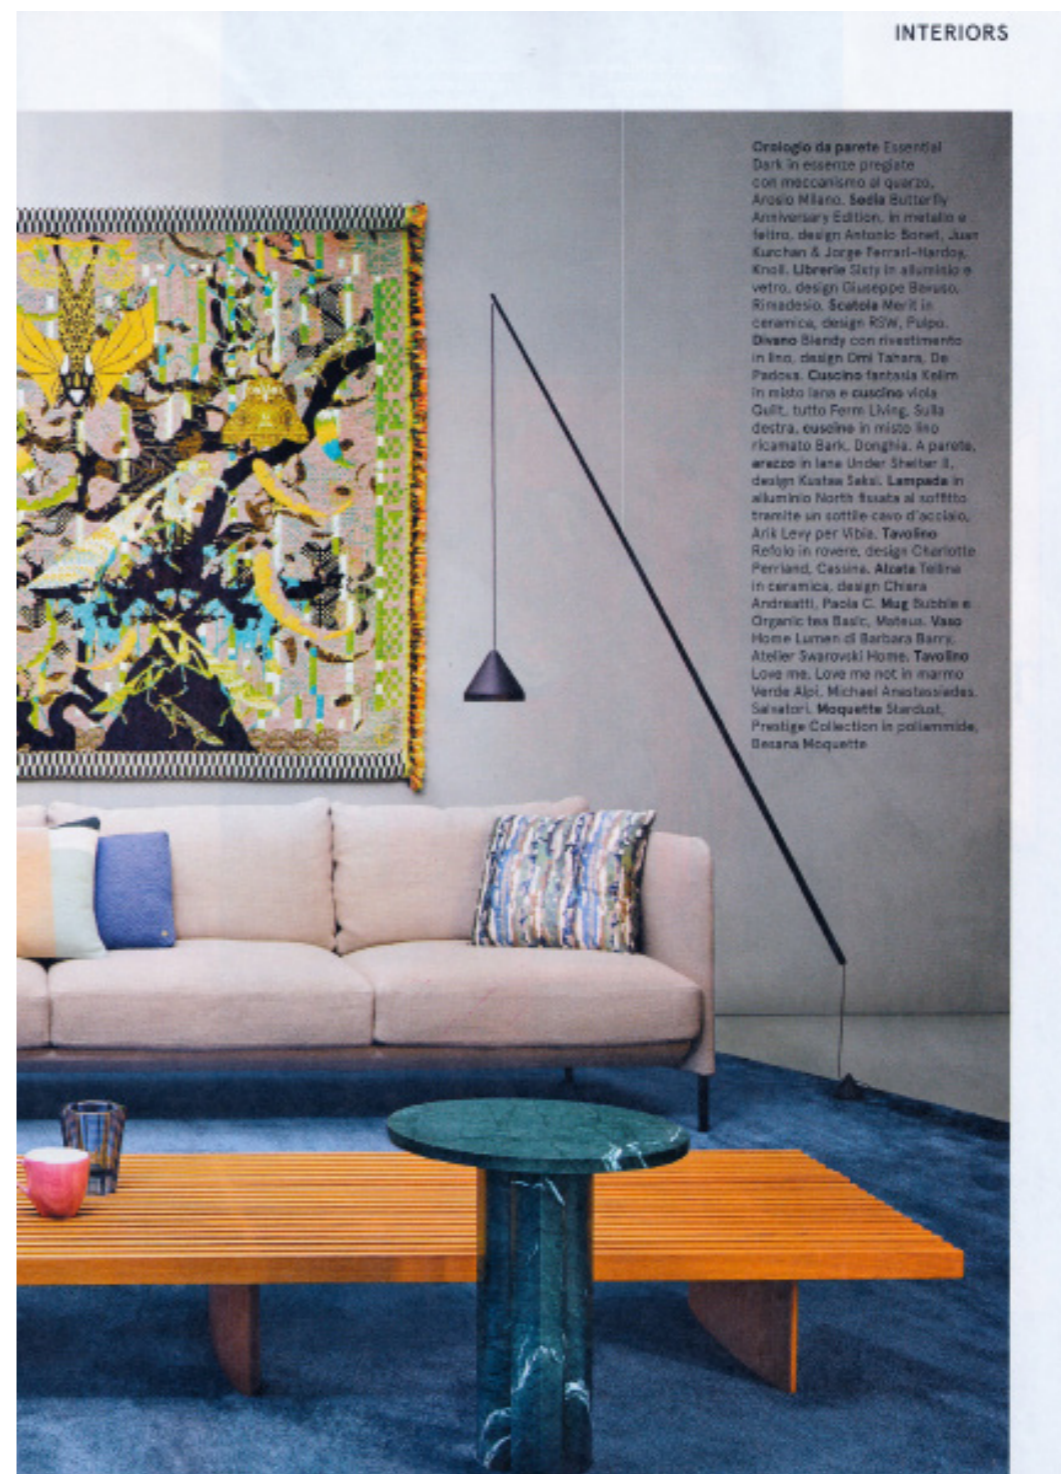 INTERIORS
Orologio da parete Essential
Dark in essenze pregiate
con meccanismo al quarzo,
Arosio Milano. Sedia Butterfly
Anniversary Edition, in metallo e
feltro, design Antonio Bonet, Juan
Kurchan & Jorge Ferrari-Hardoy,
Knoll. Libreria Sixty in alluminio e
vetro, design Giuseppe Bavuso,
Rimadesio. Scatola Merit in
ceramica, design RSW, Pulpo.
Divano Blendy con rivestimento
in lino, design Omi Tahara, De
Padova. Cuscino fantasia Kelim
in misto lana e cuscino viola
Quilt, tutto Ferm Living. Sulla
destra, cuscino in misto lino
ricamato Bark, Donghia. A parete,
arazzo in lana Under Shelter II,
design Kustaa Saksi. Lampada in
alluminio North fissata al soffitto
tramite un sottile cavo d'acciaio,
Arik Levy per Vibia. Tavolino
Refolo in rovere, design Charlotte
Perriand, Cassina. Alzata Tellina
in ceramica, design Chiara
Andreatti, Paola C. Mug Bubble e
Organic tea Basic, Mateus. Vaso
Home Lumen di Barbara Barry,
Atelier Swarovski Home. Tavolino
Love me, Love me not in marmo
Verde Alpi, Michael Anastassiades,
Salvatori. Moquette Stardust,
Prestige Collection in poliammide,
Besana Moquette